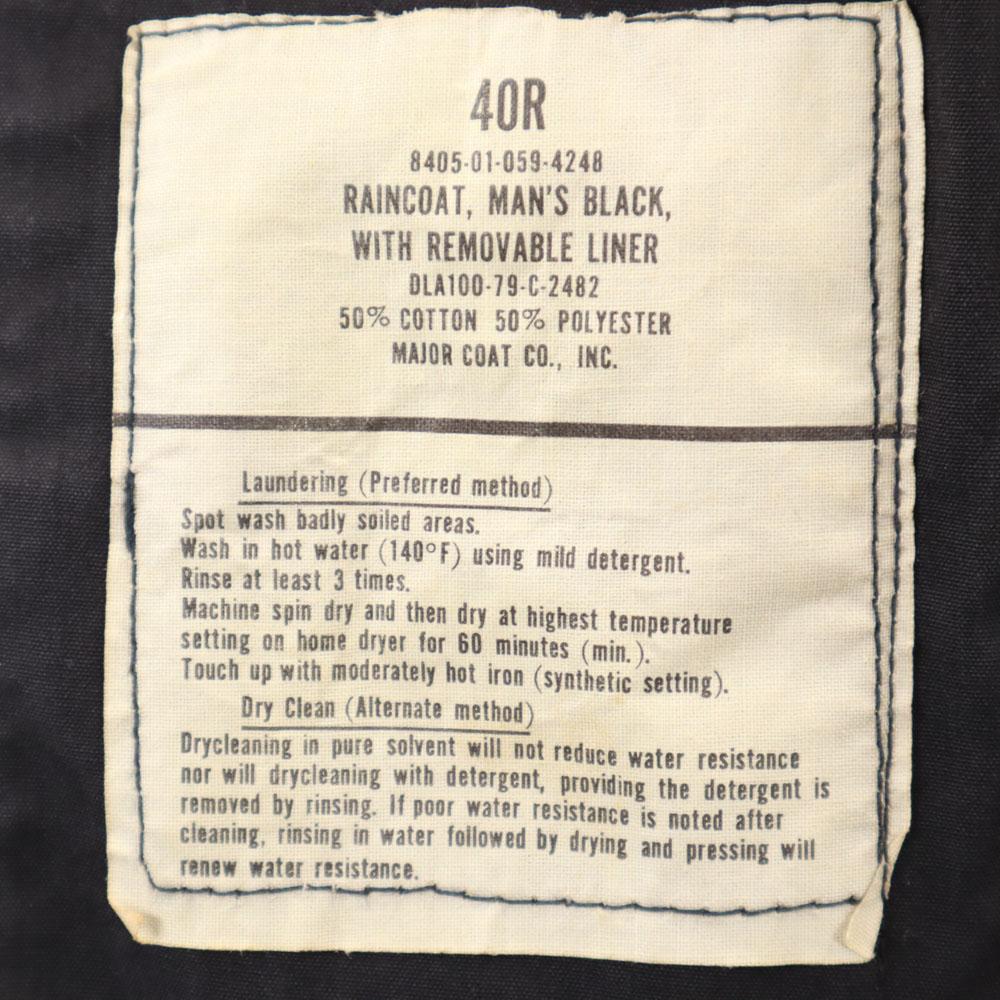 40R
8405-01-059-4248
RAINCOAT, MAN'S BLACK,
WITH REMOVABLE LINER
DLA100-79-C-2482
50% COTTON 50% POLYESTER
MAJOR COAT CO., INC.
Laundering (Preferred method)
Spot wash badly soiled areas.
Wash in hot water (140°F) using mild detergent.
Rinse at least 3 times.
Machine spin dry and then dry at highest temperature
setting on home dryer for 60 minutes (min.).
Touch up with moderately hot iron (synthetic setting).
Dry Clean (Alternate method)
Drycleaning in pure solvent will not reduce water resistance
nor will drycleaning with detergent, providing the detergent is
removed by rinsing. If poor water resistance is noted after
cleaning, rinsing in water followed by drying and pressing will
renew water resistance.